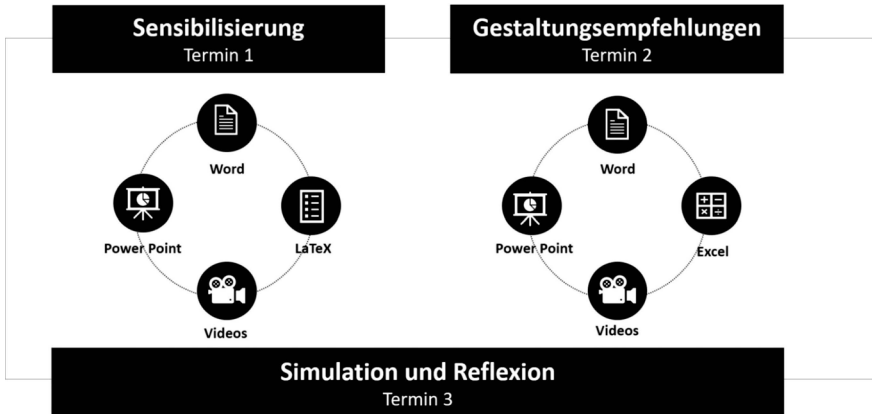 Sensibilisierung
Termin 1
Gestaltungsempfehlungen
Termin 2
Word
Power Point
LaTeX
Videos
Word
Power Point
Excel
Videos
Simulation und Reflexion
Termin 3